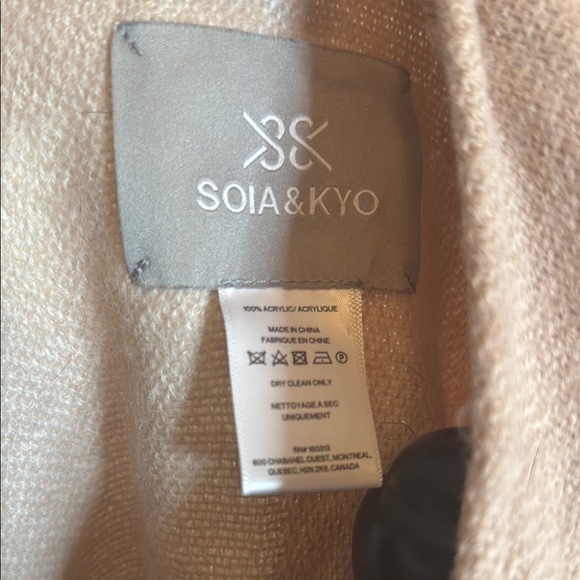 SOIA&KYO
100% ACRYLIC/ ACRYLIQUE
MADE IN CHINA
FABRIQUE EN CHINE
DRY CLEAN ONLY
NETTOYAGE A SEC
UNIQUEMENT
RN# 160313
600 CHABANEL OUEST, MONTREAL,
QUEBEC, H2N 2K8, CANADA